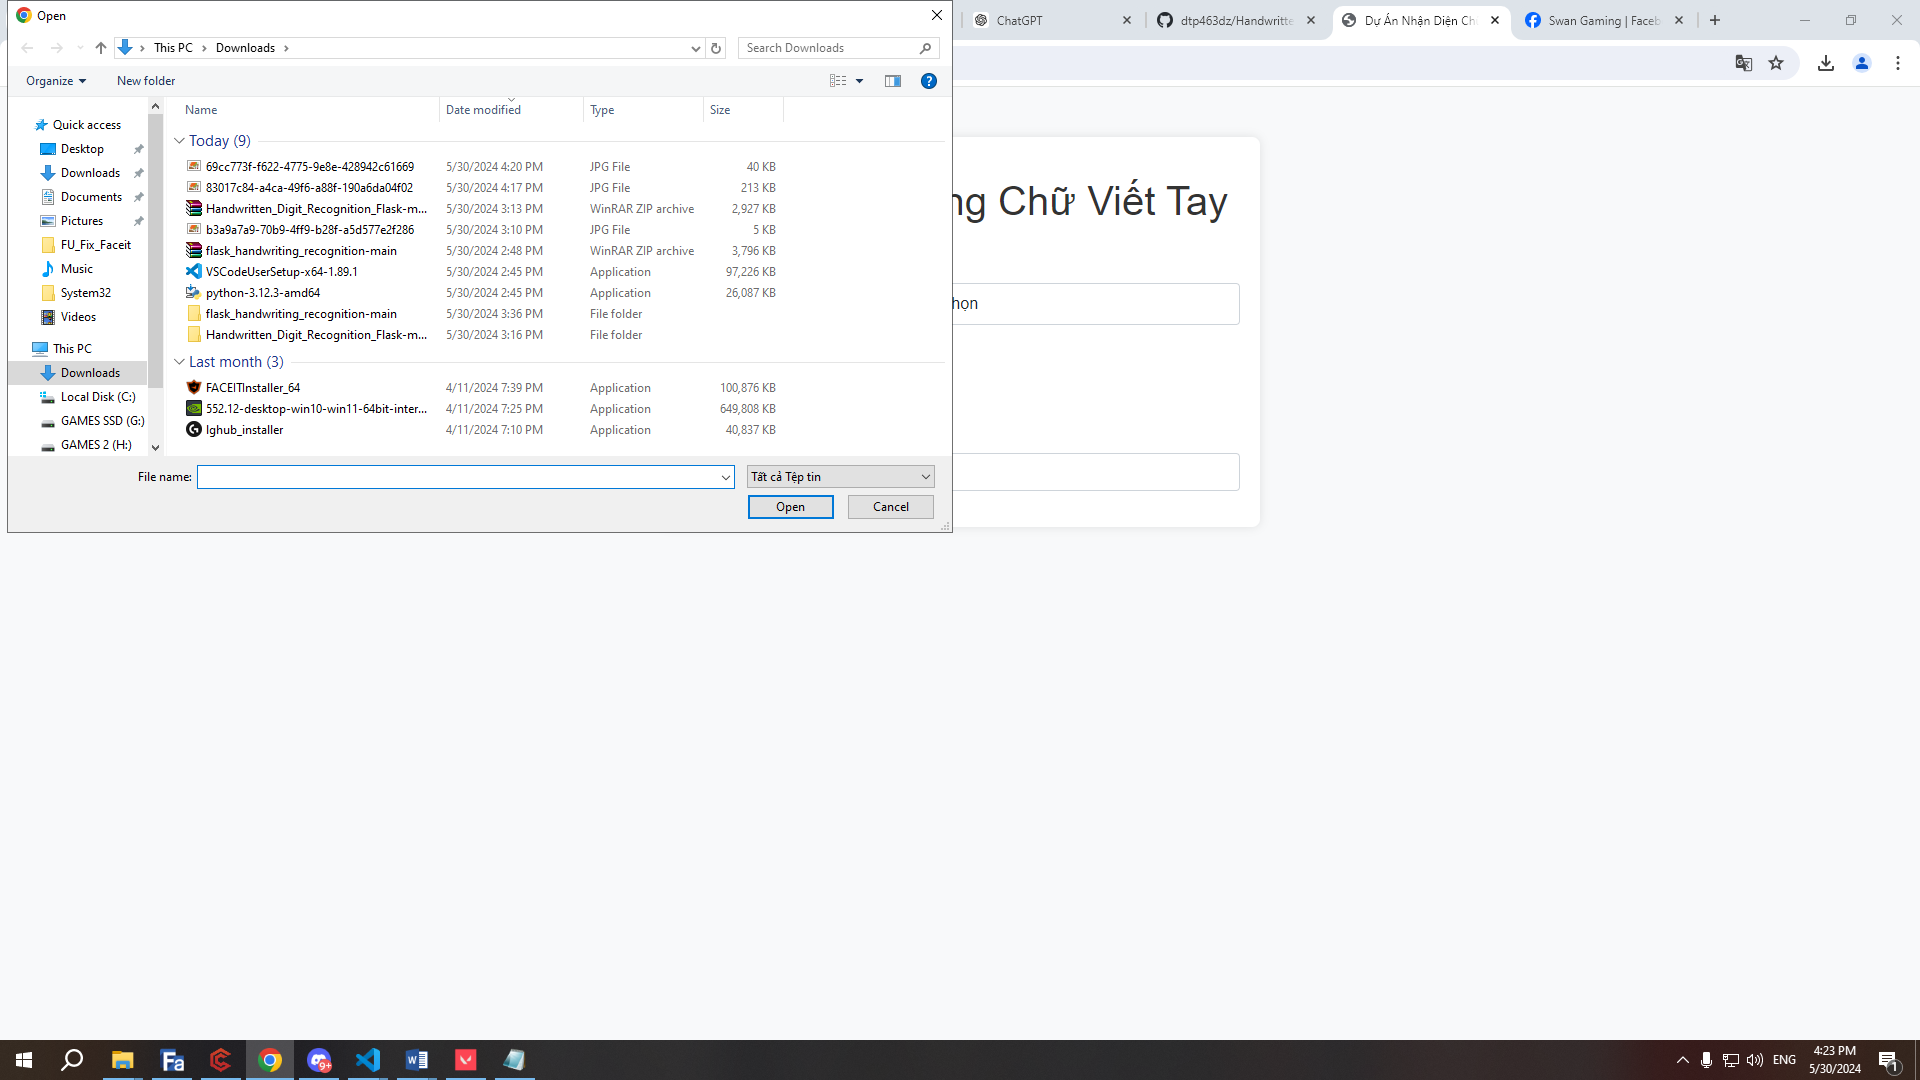 Open
ChatGPT
dtp463dz/Handwritte
Dự Án Nhận Diện Ch
Swan Gaming | Faceb
This PC
Downloads
Search Downloads
Organize
New folder
Name
Date modified
Type
Size
Quick access
Desktop
Downloads
Documents
Pictures
FU_Fix_Faceit
Music
System32
Videos
This PC
Downloads
Local Disk (C:)
GAMES SSD (G:)
GAMES 2 (H:)
Today (9)
69cc773f-f622-4775-9e8e-428942c61669 5/30/2024 4:20 PM JPG File 40 KB
83017c84-a4ca-49f6-a88f-190a6da04f02 5/30/2024 4:17 PM JPG File 213 KB
Handwritten_Digit_Recognition_Flask-m... 5/30/2024 3:13 PM WinRAR ZIP archive 2,927 KB
b3a9a7a9-70b9-4ff9-b28f-a5d577e2f286 5/30/2024 3:10 PM JPG File 5 KB
flask_handwriting_recognition-main 5/30/2024 2:48 PM WinRAR ZIP archive 3,796 KB
VSCodeUserSetup-x64-1.89.1 5/30/2024 2:45 PM Application 97,226 KB
python-3.12.3-amd64 5/30/2024 2:45 PM Application 26,087 KB
flask_handwriting_recognition-main 5/30/2024 3:36 PM File folder
Handwritten_Digit_Recognition_Flask-m... 5/30/2024 3:16 PM File folder
Last month (3)
FACEITInstaller_64 4/11/2024 7:39 PM Application 100,876 KB
552.12-desktop-win10-win11-64bit-inter... 4/11/2024 7:25 PM Application 649,808 KB
lghub_installer 4/11/2024 7:10 PM Application 40,837 KB
File name:
Tất cả Tệp tin
Open
Cancel
ng Chữ Viết Tay
họn
Fa
9+
ENG
4:23 PM
5/30/2024
1